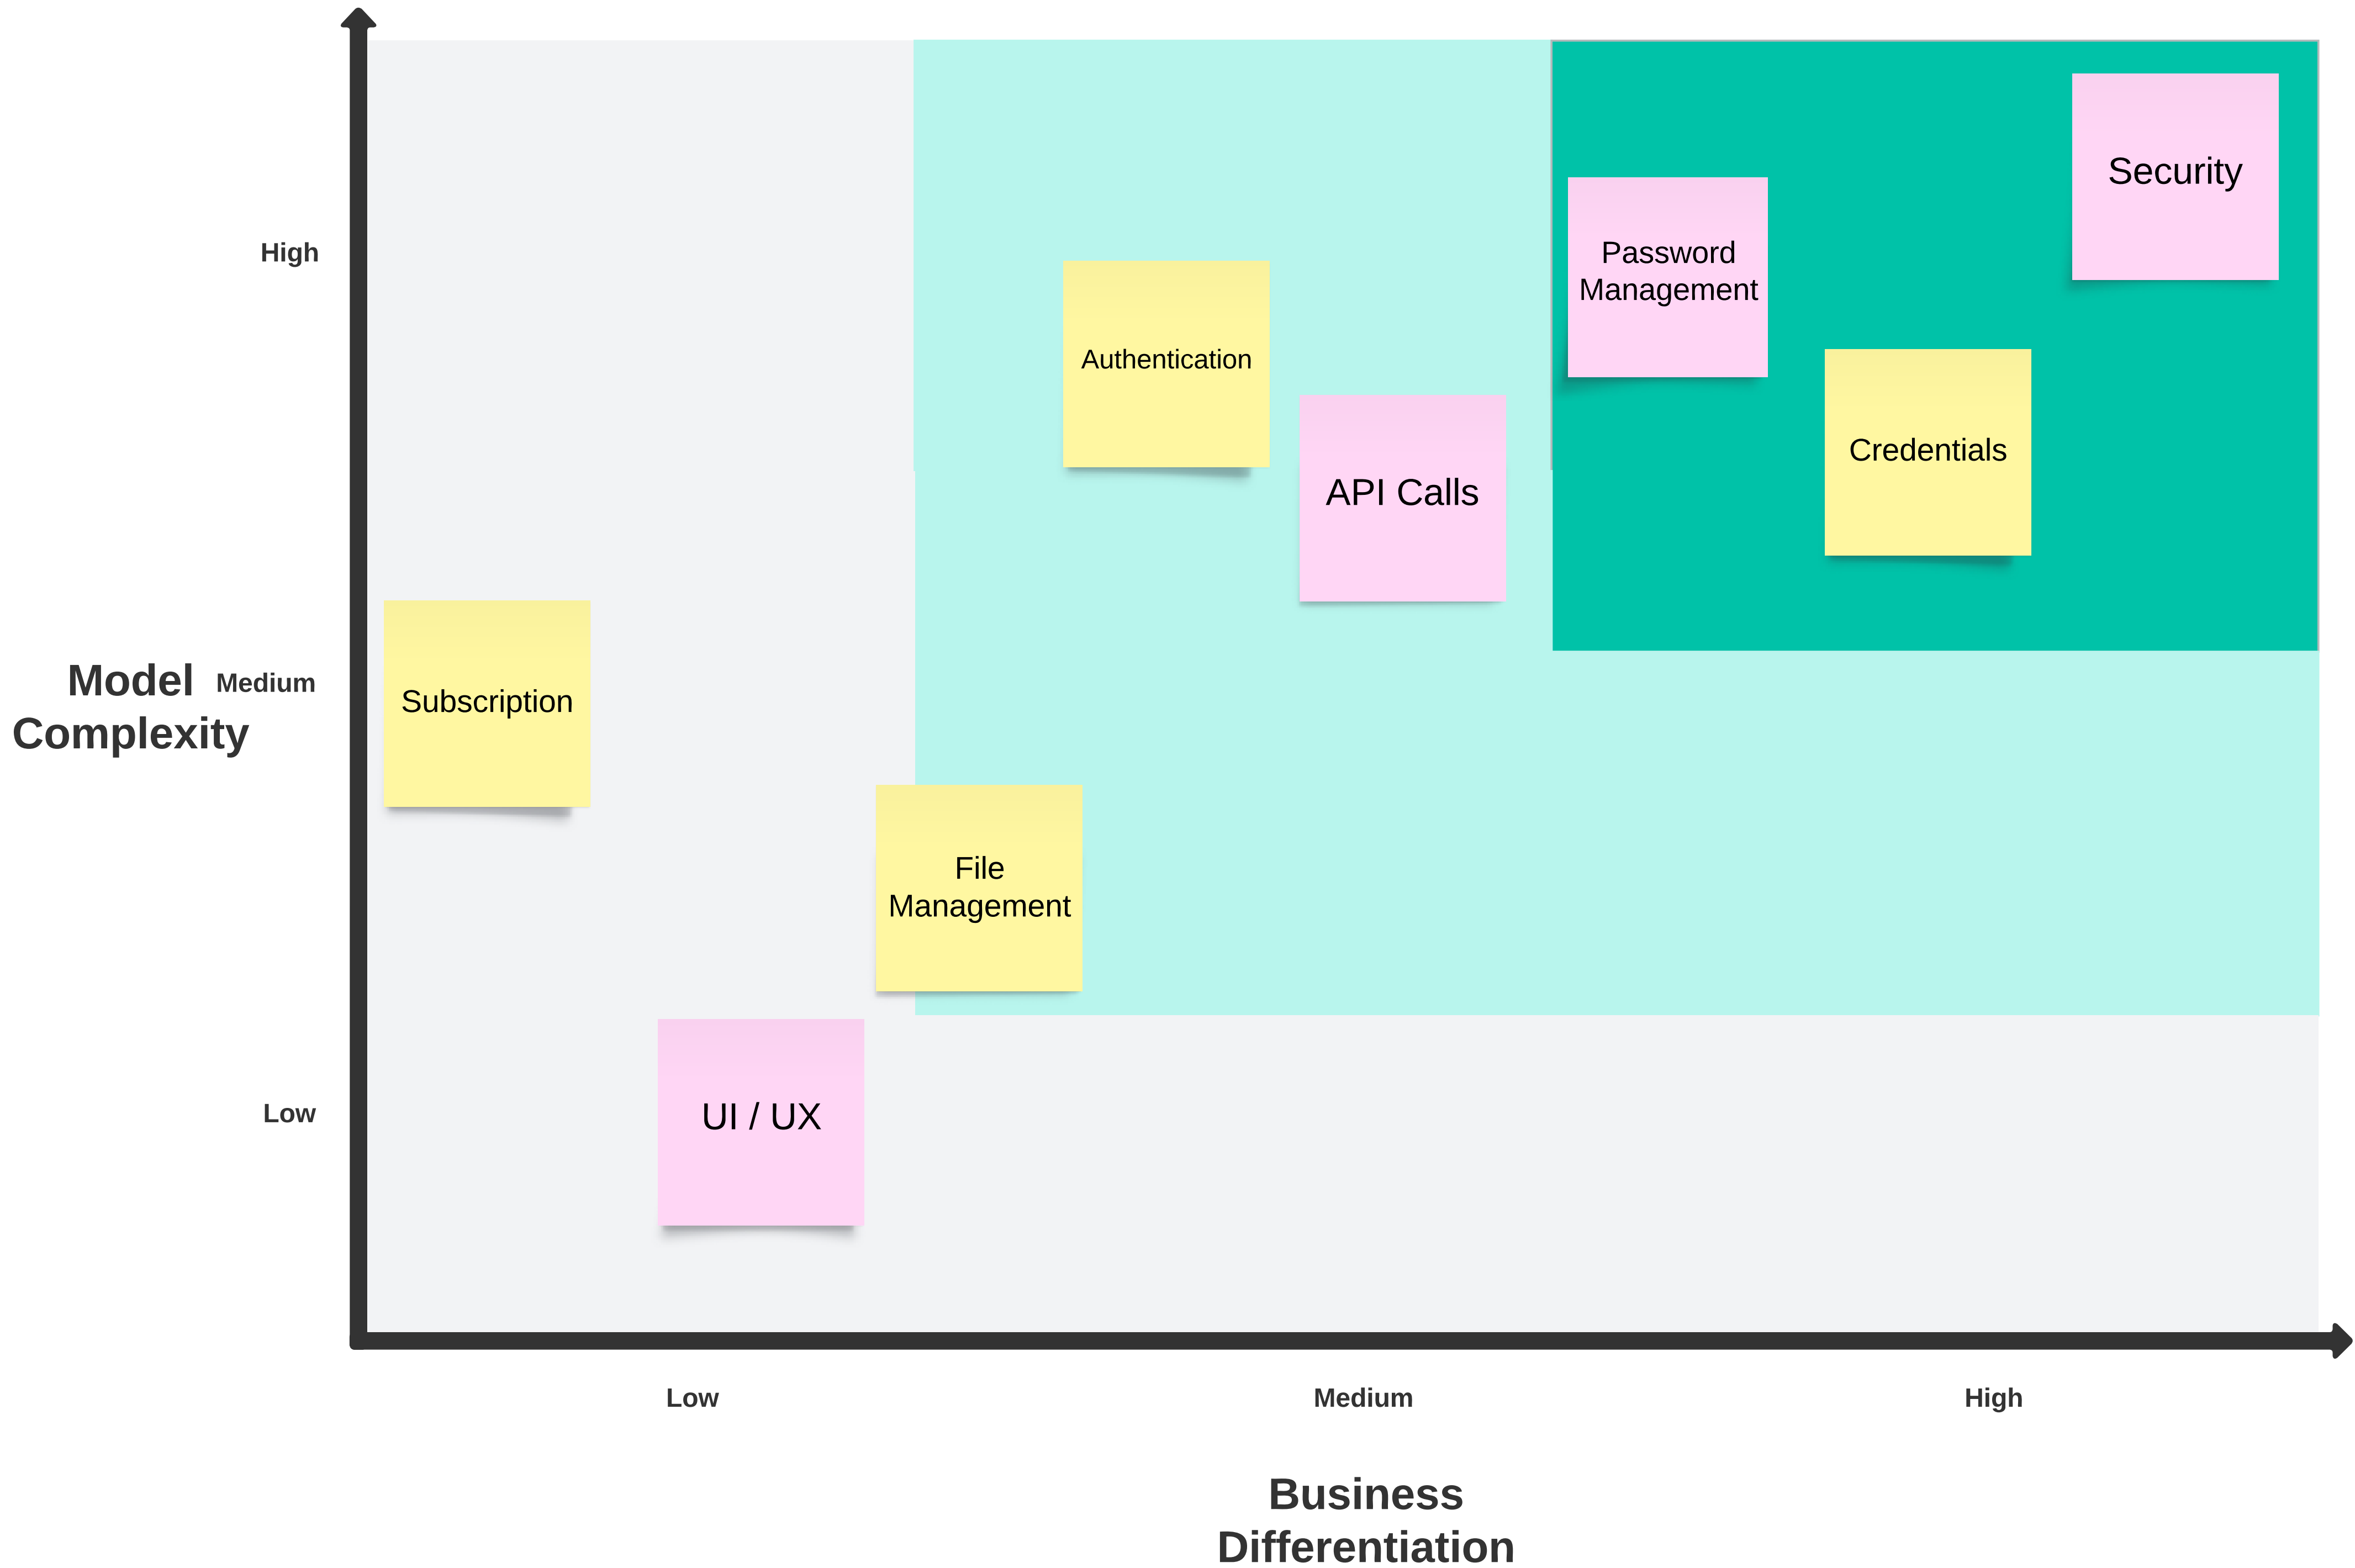 Security
Password
Management
High
Authentication
Credentials
API Calls
Model
Complexity
Medium
Subscription
File
Management
Low
UI / UX
Low
Medium
High
Business
Differentiation